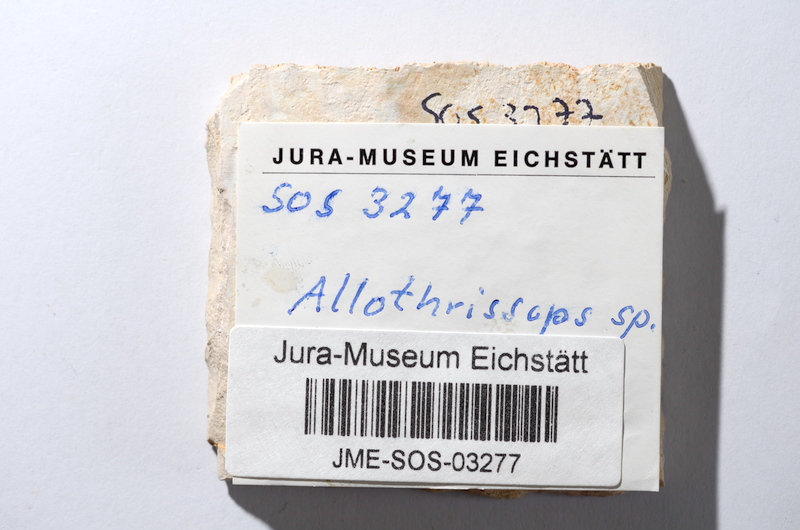 SOS 3277
JURA-MUSEUM EICHSTÄTT
SOS 3277
Allothrissops sp.
Jura-Museum Eichstätt
JME-SOS-03277